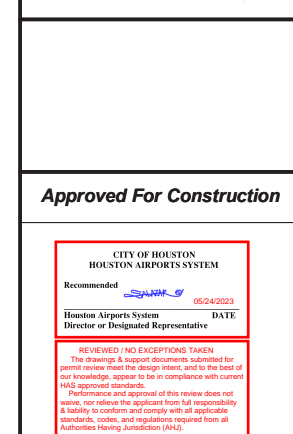 Approved For Construction
CITY OF HOUSTON
HOUSTON AIRPORTS SYSTEM
Recommended
SALAZAR
05/24/2023
Houston Airports System DATE
Director or Designated Representative
REVIEWED / NO EXCEPTIONS TAKEN
The drawings & support documents submitted for
permit review meet the design intent, and to the best of
our knowledge, appear to be in compliance with current
HAS approved standards.
Performance and approval of this review does not
waive, nor relieve the applicant from full responsibility
& liability to conform and comply with all applicable
standards, codes, and regulations required from all
Authorities Having Jurisdiction (AHJ).